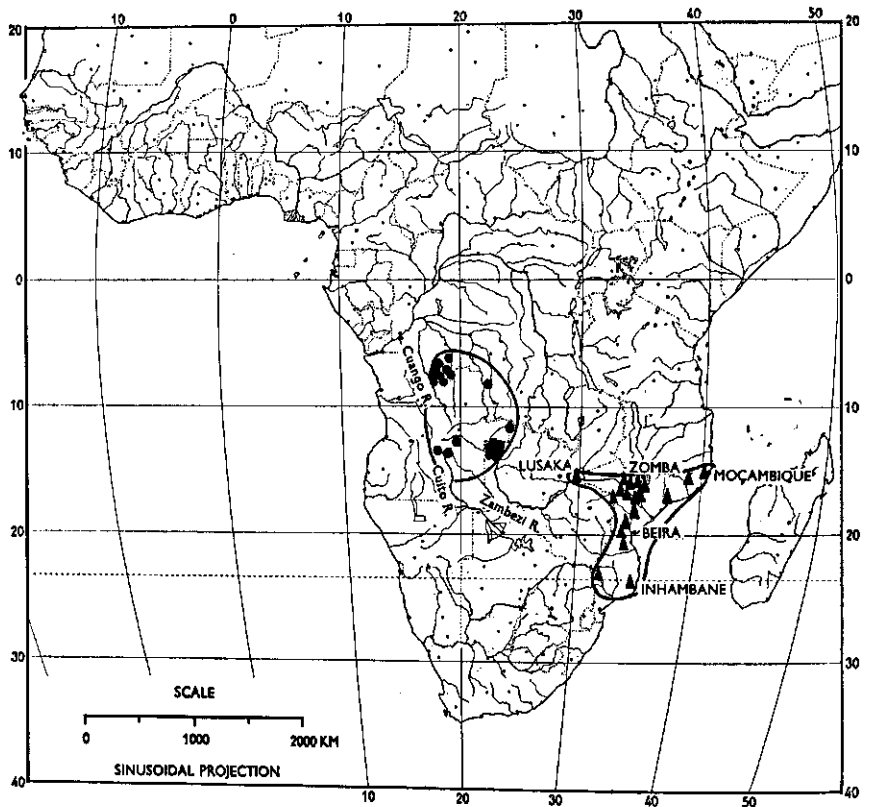 10 0 10 20 30 40 50
20 20
10 10
0 0
Cuango R.
10 10
LUSAKA ZOMBA MOÇAMBIQUE
Cuito R.
Zambezi R.
BEIRA
20 20
INHAMBANE
30 30
SCALE
0 1000 2000 KM
SINUSOIDAL PROJECTION
40 40
10 20 30 40 50